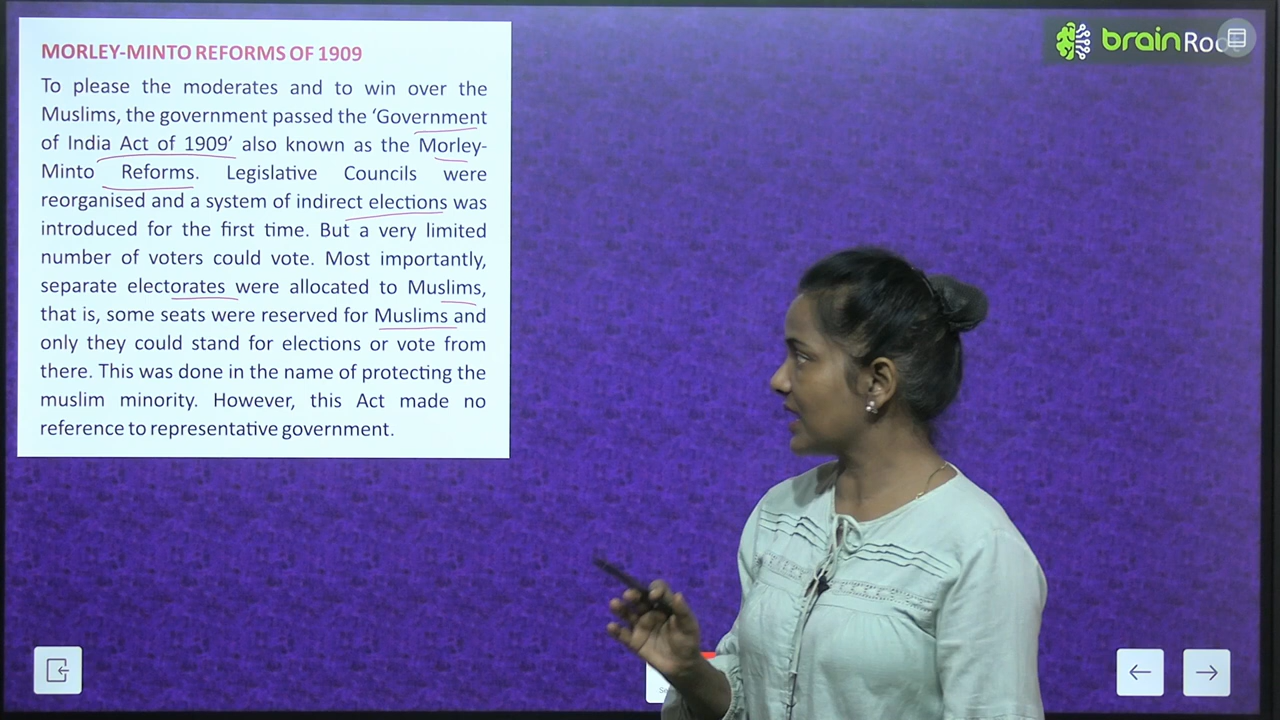 MORLEY-MINTO REFORMS OF 1909
To please the moderates and to win over the
Muslims, the government passed the ‘Government
of India Act of 1909’ also known as the Morley-
Minto Reforms. Legislative Councils were
reorganised and a system of indirect elections was
introduced for the first time. But a very limited
number of voters could vote. Most importantly,
separate electorates were allocated to Muslims,
that is, some seats were reserved for Muslims and
only they could stand for elections or vote from
there. This was done in the name of protecting the
muslim minority. However, this Act made no
reference to representative government.
brain